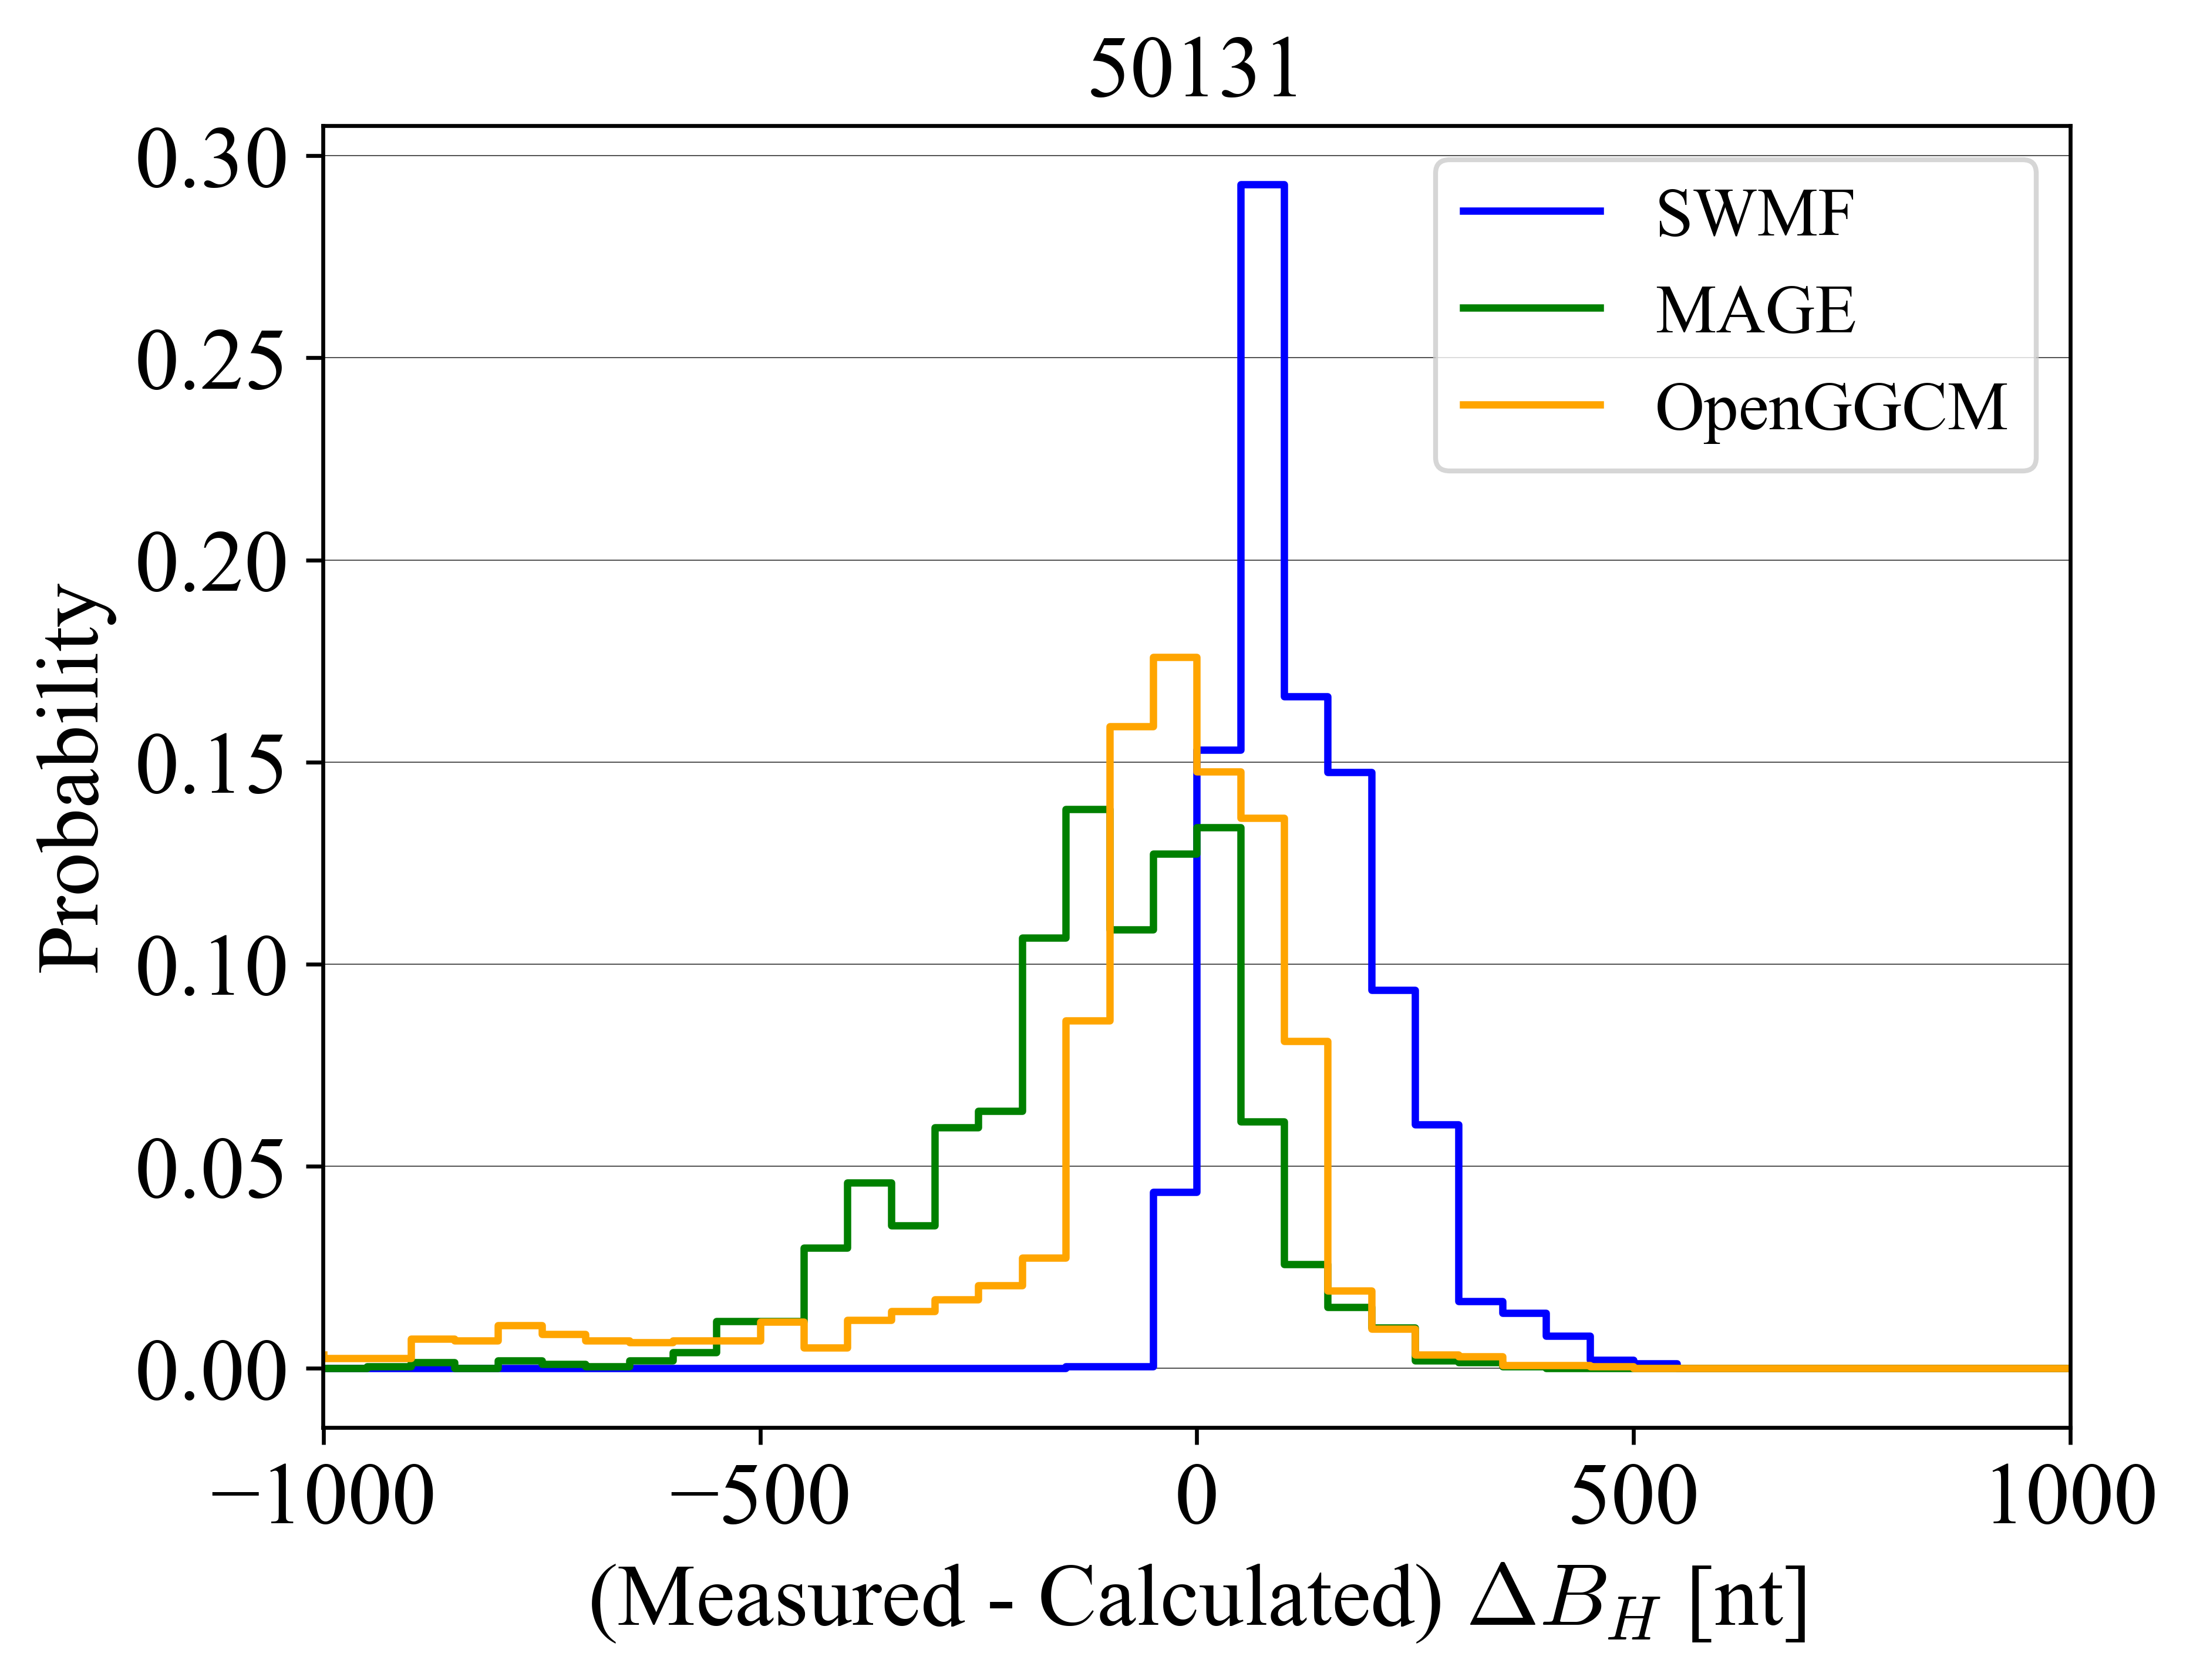 50131
0.30
0.25
0.20
0.15
0.10
0.05
0.00
Probability
SWMF
MAGE
OpenGGCM
−1000 −500 0 500 1000
(Measured - Calculated) Δ𝐵𝐻 [nt]